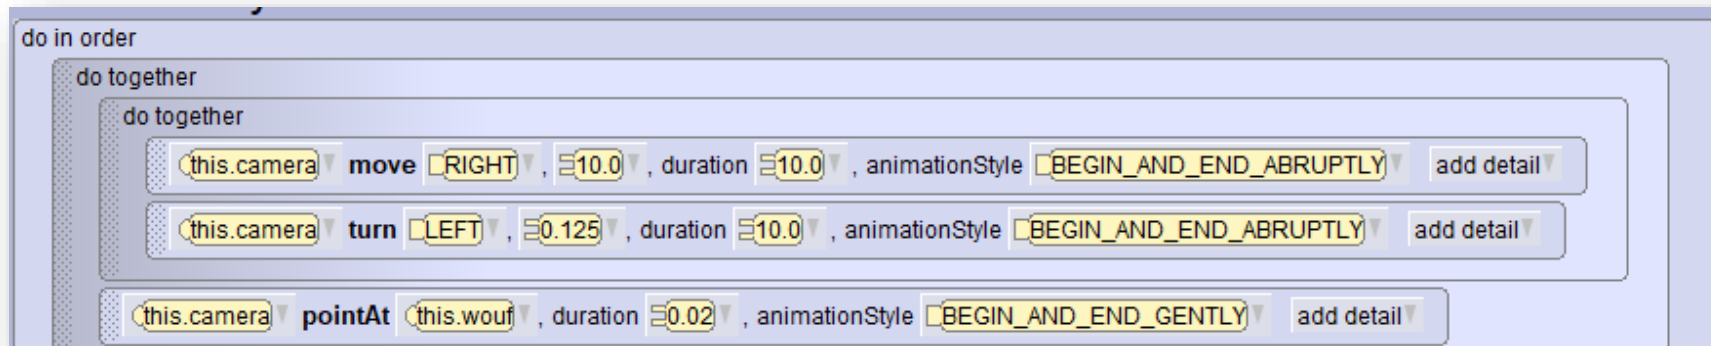 do in order
do together
do together
this.camera move RIGHT , 10.0 , duration 10.0 , animationStyle BEGIN_AND_END_ABRUPTLY add detail
this.camera turn LEFT , 0.125 , duration 10.0 , animationStyle BEGIN_AND_END_ABRUPTLY add detail
this.camera pointAt this.wouf , duration 0.02 , animationStyle BEGIN_AND_END_GENTLY add detail